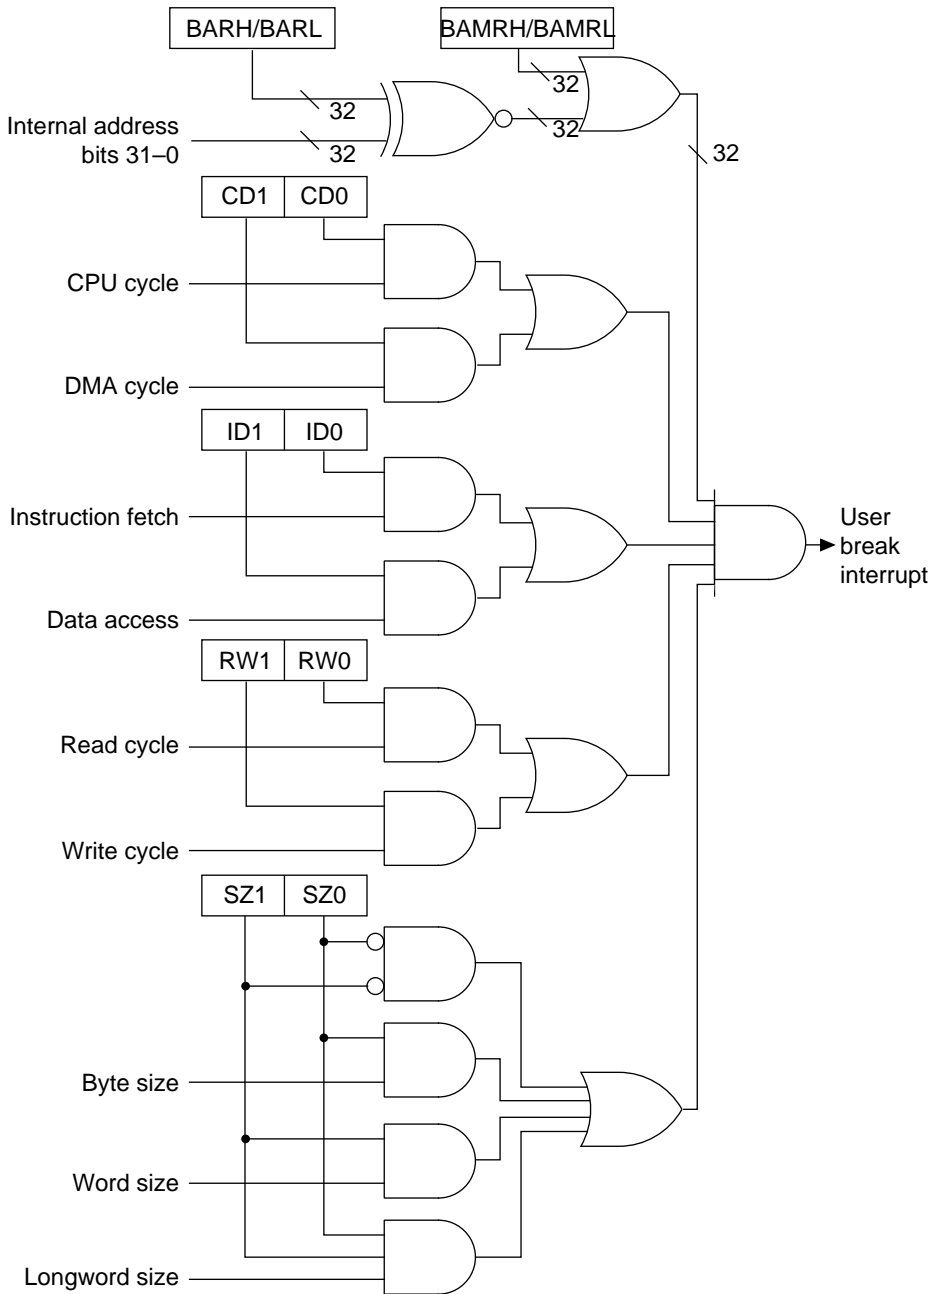 BARH/BARL
BAMRH/BAMRL
32
32
Internal address
bits 31–0
32
32
32
CD1 CD0
CPU cycle
DMA cycle
ID1 ID0
Instruction fetch
User
break
interrupt
Data access
RW1 RW0
Read cycle
Write cycle
SZ1 SZ0
Byte size
Word size
Longword size